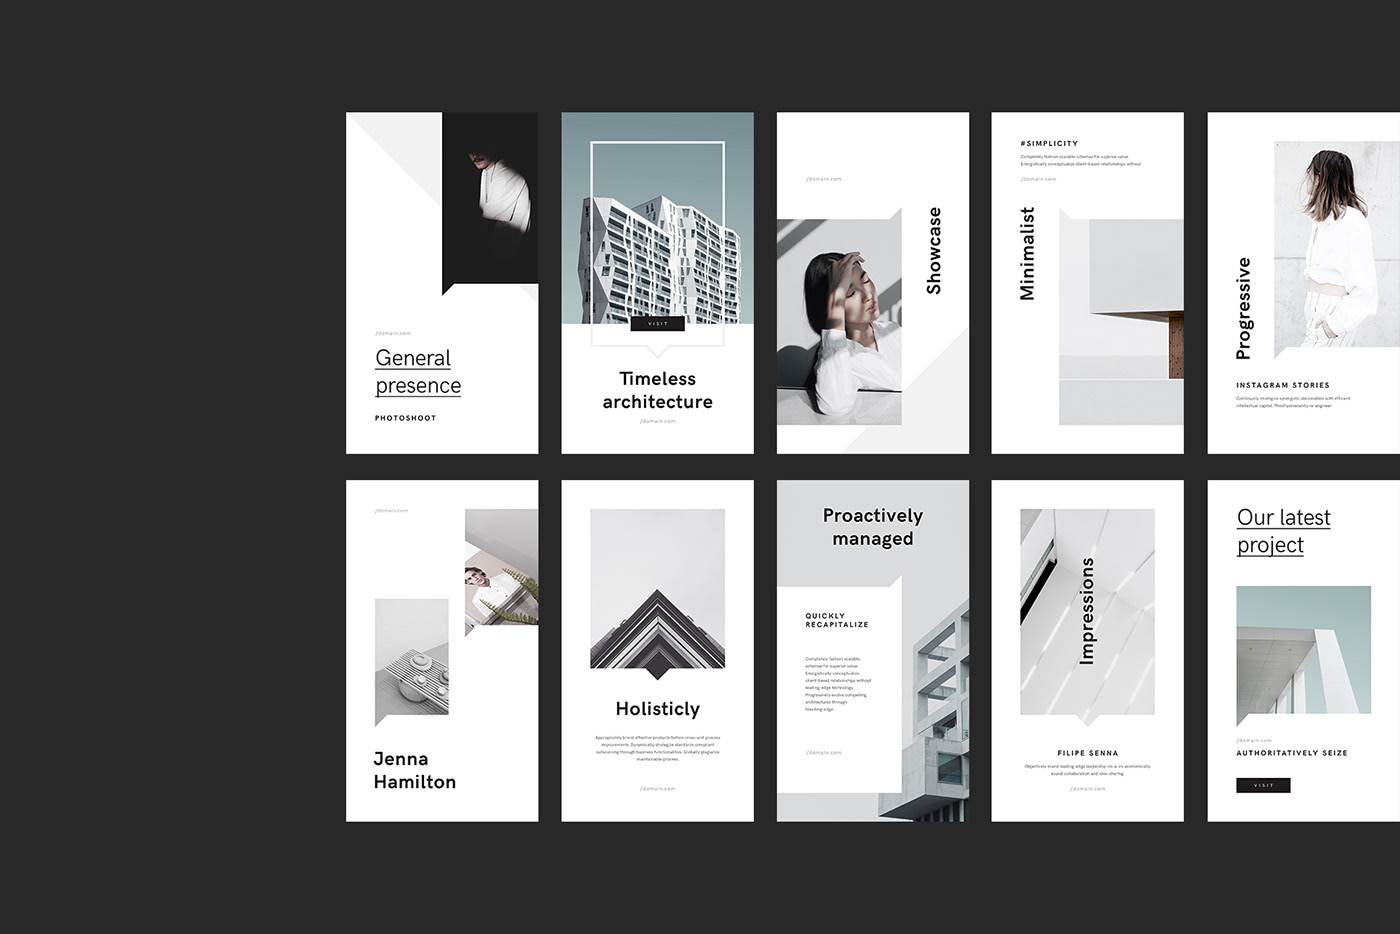 /domain.com
General
presence
PHOTOSHOOT
VISIT
Timeless
architecture
/domain.com
/domain.com
Showcase
#SIMPLICITY
Completely fashion scalable schemas for superior value.
Energistically conceptualize client-based relationships without
/domain.com
Minimalist
Progressive
INSTAGRAM STORIES
Continually strategize synergistic deliverables with efficient
intellectual capital. Phosfluorescently re-engineer
/domain.com
Jenna
Hamilton
Holisticly
Appropriately brand effective products before cross-unit process
improvements. Dynamically strategize standards compliant
outsourcing through business functionalities. Globally plagiarize
maintainable process.
/domain.com
Proactively
managed
QUICKLY
RECAPITALIZE
Completely fashion scalable
schemas for superior value.
Energistically conceptualize
client-based relationships without
leading-edge technology.
Progressively evolve compelling
architectures through
bleeding-edge.
/domain.com
Impressions
FILIPE SENNA
Objectively brand leading-edge leadership vis-a-vis economically
sound collaboration and idea-sharing.
/domain.com
Our latest
project
/domain.com
AUTHORITATIVELY SEIZE
VISIT